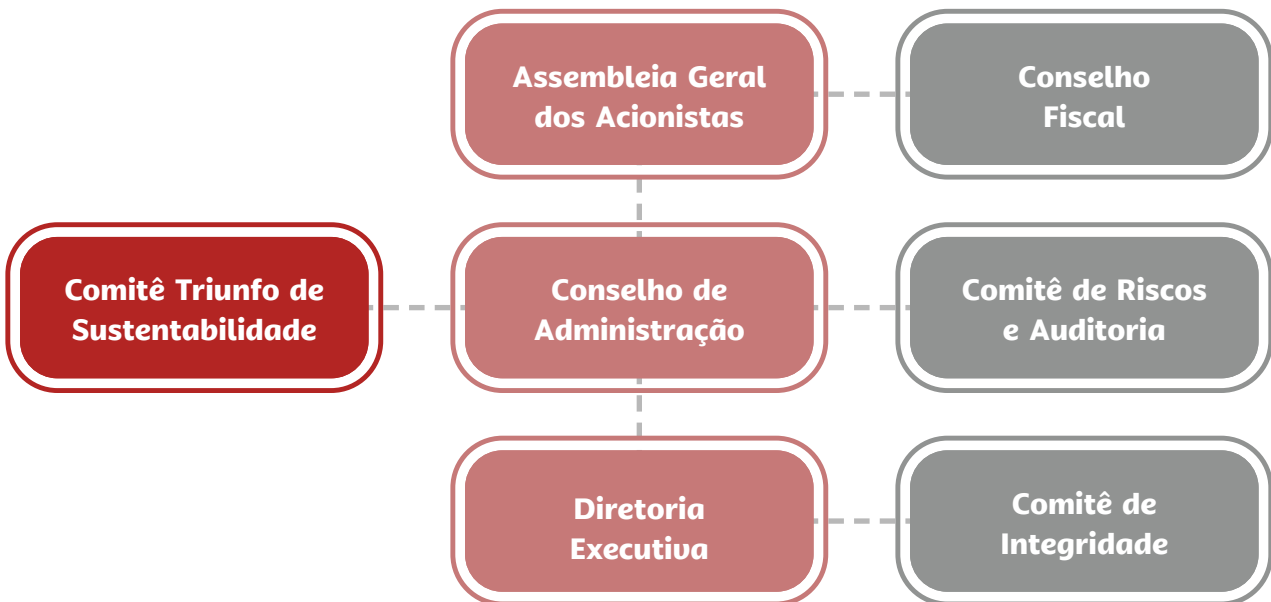 Assembleia Geral
dos Acionistas
Conselho
Fiscal
Comitê Triunfo de
Sustentabilidade
Conselho de
Administração
Comitê de Riscos
e Auditoria
Diretoria
Executiva
Comitê de
Integridade